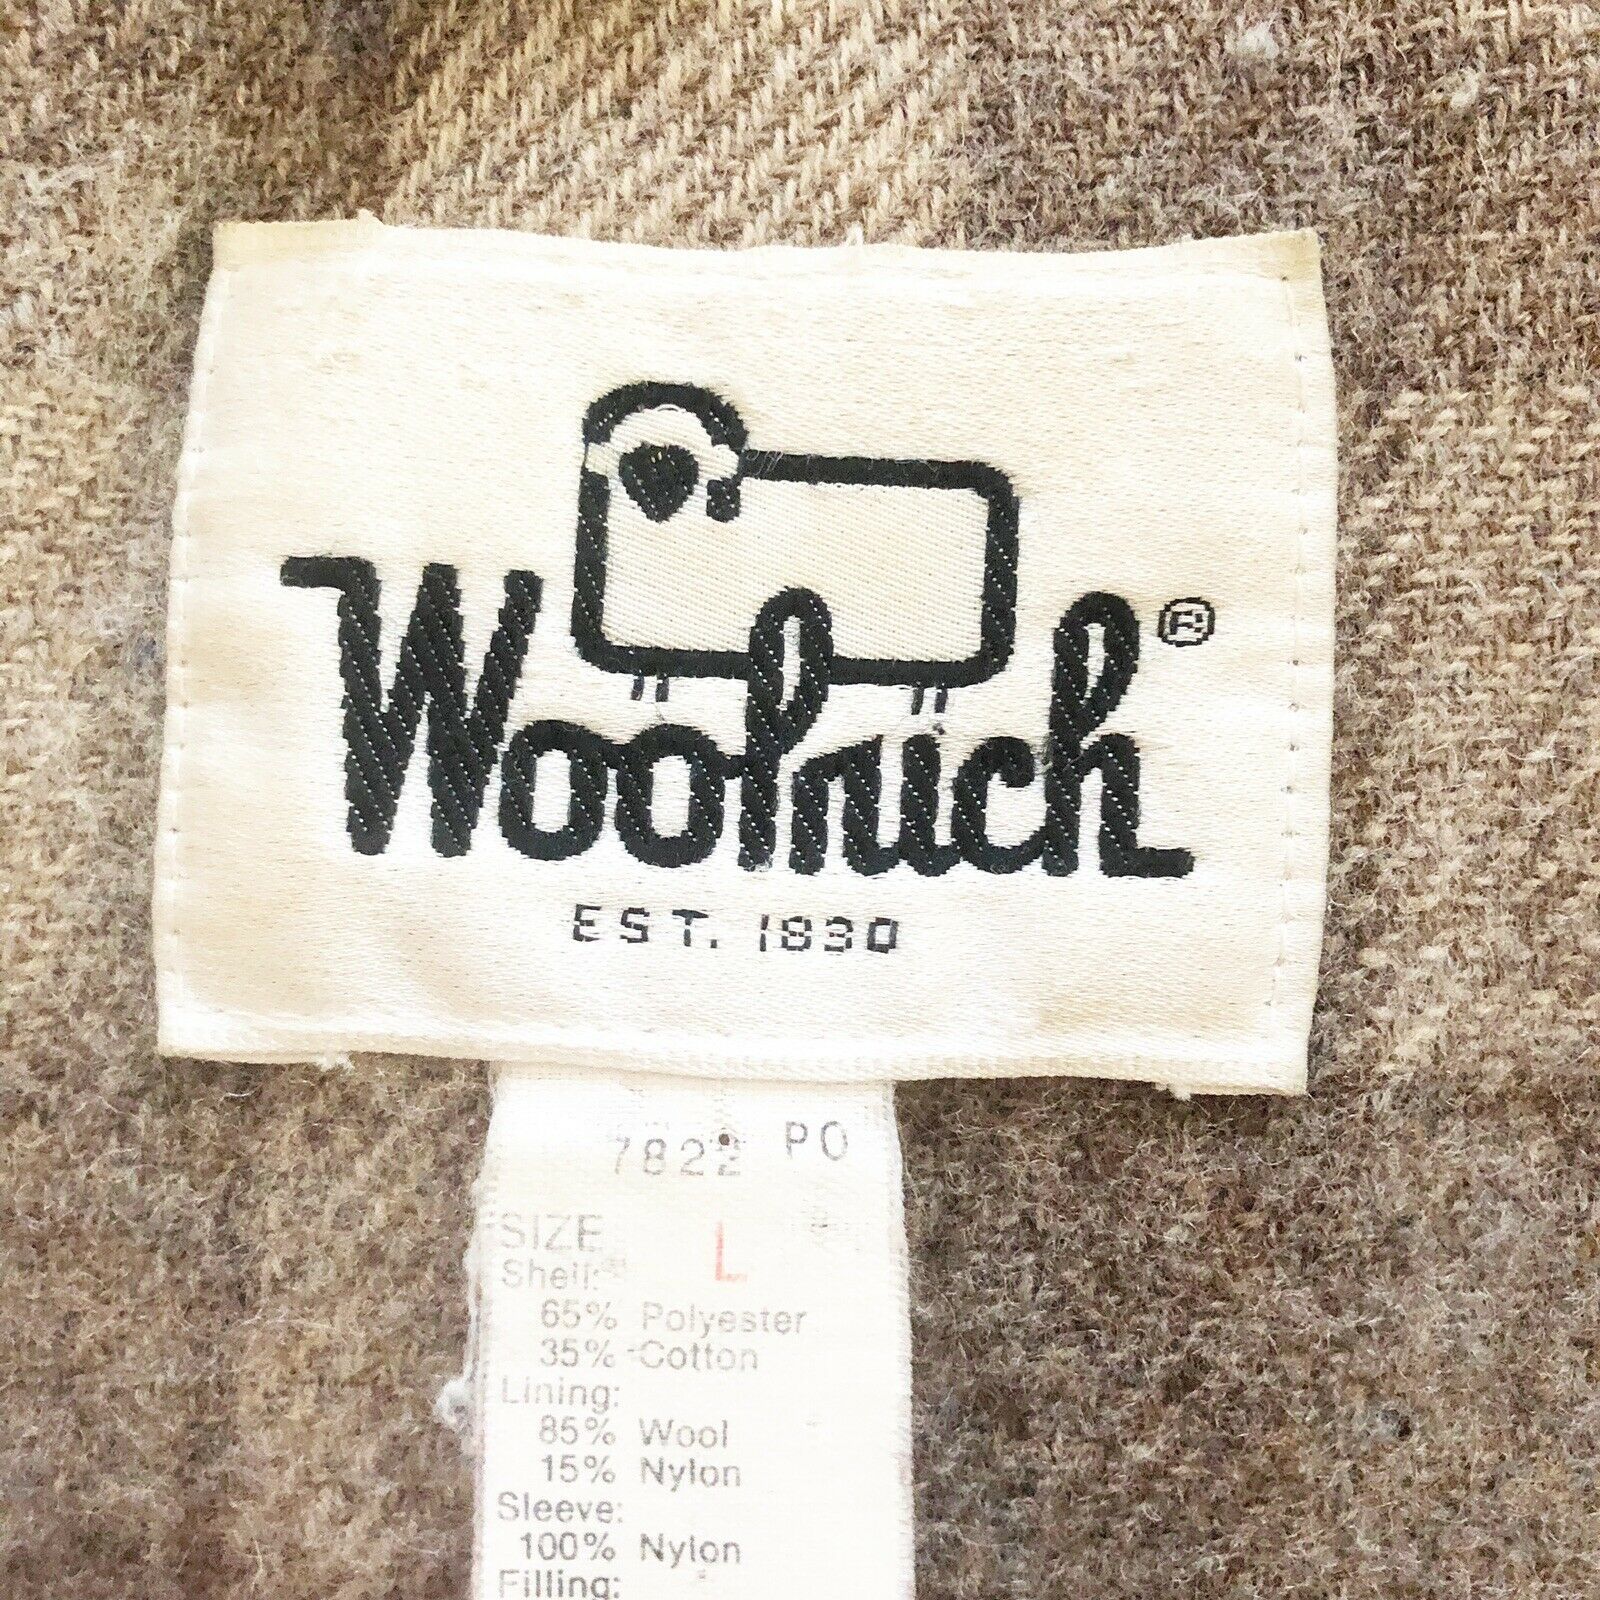 Woolrich®
EST. 1830
7822 PO
SIZE L
Shell:
65% Polyester
35% Cotton
Lining:
85% Wool
15% Nylon
Sleeve:
100% Nylon
Filling: